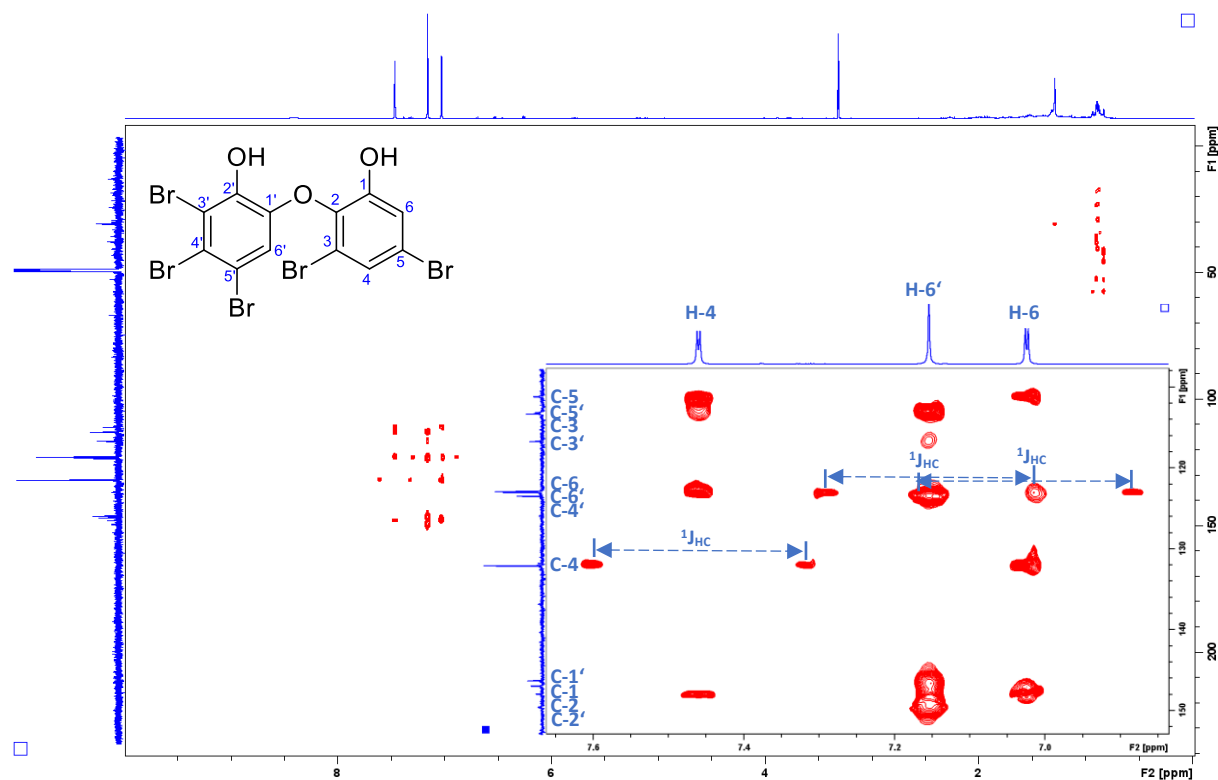 F1 [ppm]
OH
OH
Br
3'
2'
1'
O
2
1
6
4'
6'
3
5
Br
5'
Br
4
Br
Br
50
H-4
H-6‘
H-6
F1 [ppm]
C-5
C-5‘
C-3
C-3‘
100
¹JHC
¹JHC
120
C-6
C-6‘
C-4‘
150
¹JHC
130
C-4
140
200
C-1‘
C-1
C-2
C-2‘
150
7.6
7.4
7.2
7.0
F2 [ppm]
8
6
4
2
F2 [ppm]